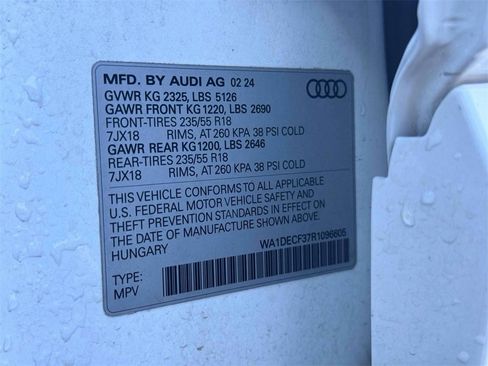 MFD. BY AUDI AG 02 24
GVWR KG 2325, LBS 5126
GAWR FRONT KG 1220, LBS 2690
FRONT-TIRES 235/55 R18
7JX18 RIMS, AT 260 KPA 38 PSI COLD
GAWR REAR KG1200, LBS 2646
REAR-TIRES 235/55 R18
7JX18 RIMS, AT 260 KPA 38 PSI COLD
THIS VEHICLE CONFORMS TO ALL APPLICABLE
U.S. FEDERAL MOTOR VEHICLE SAFETY AND
THEFT PREVENTION STANDARDS IN EFFECT ON
THE DATE OF MANUFACTURE SHOWN ABOVE.
HUNGARY
WA1DECF37R1096605
TYPE:
MPV